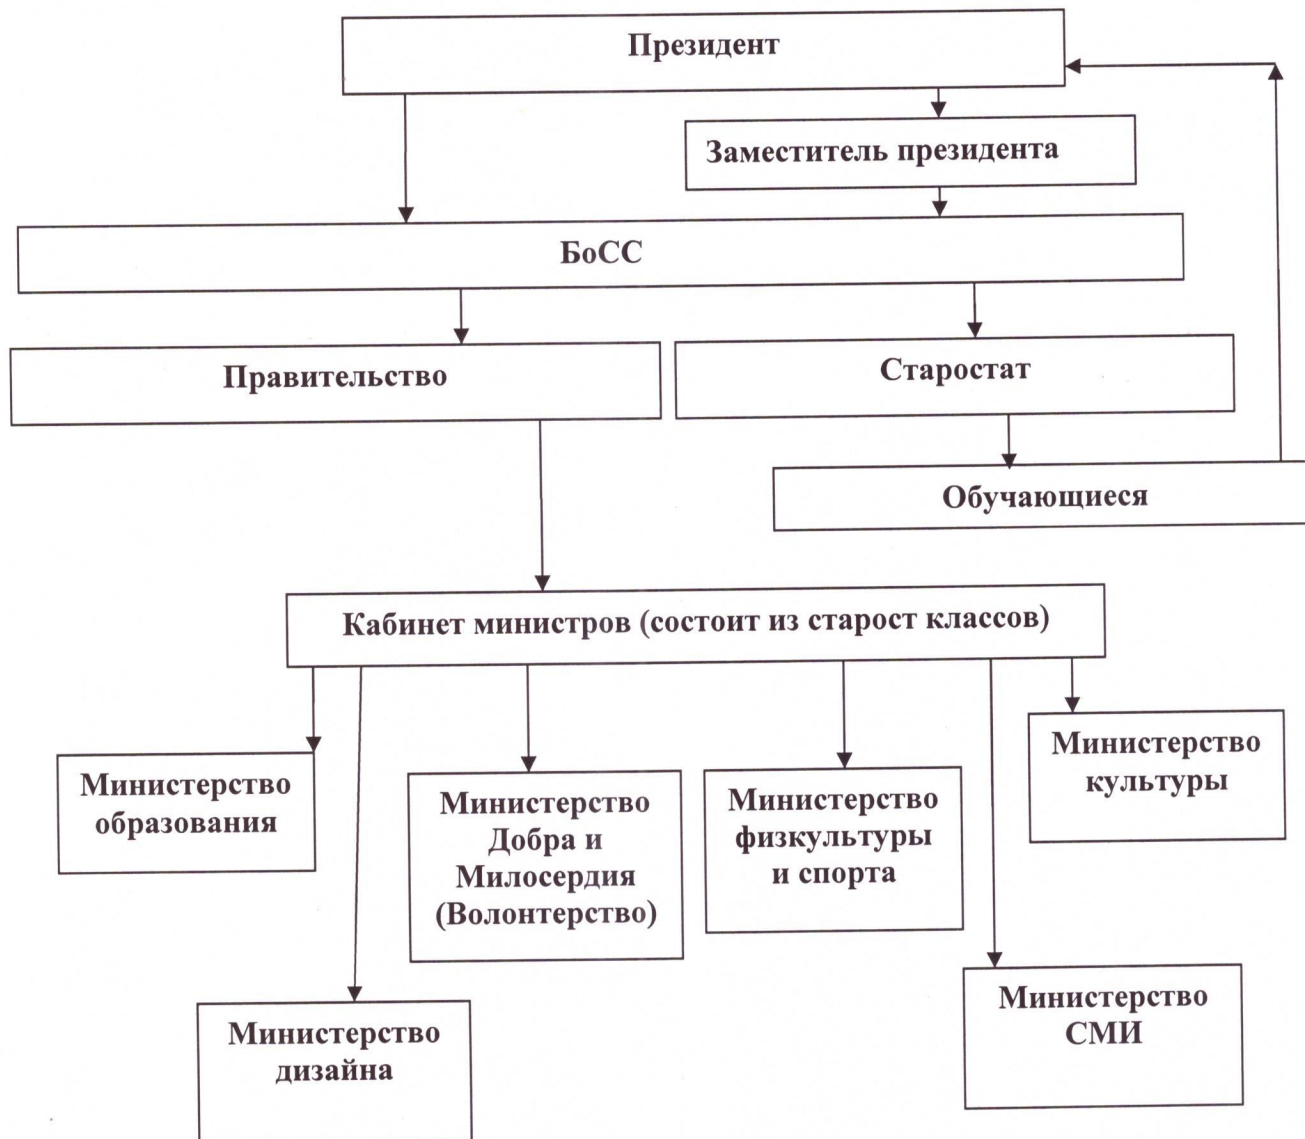 Президент
Заместитель президента
БоСС
Правительство
Старостат
Обучающиеся
Кабинет министров (состоит из старост классов)
Министерство
образования
Министерство
Добра и
Милосердия
(Волонтерство)
Министерство
физкультуры
и спорта
Министерство
культуры
Министерство
дизайна
Министерство
СМИ